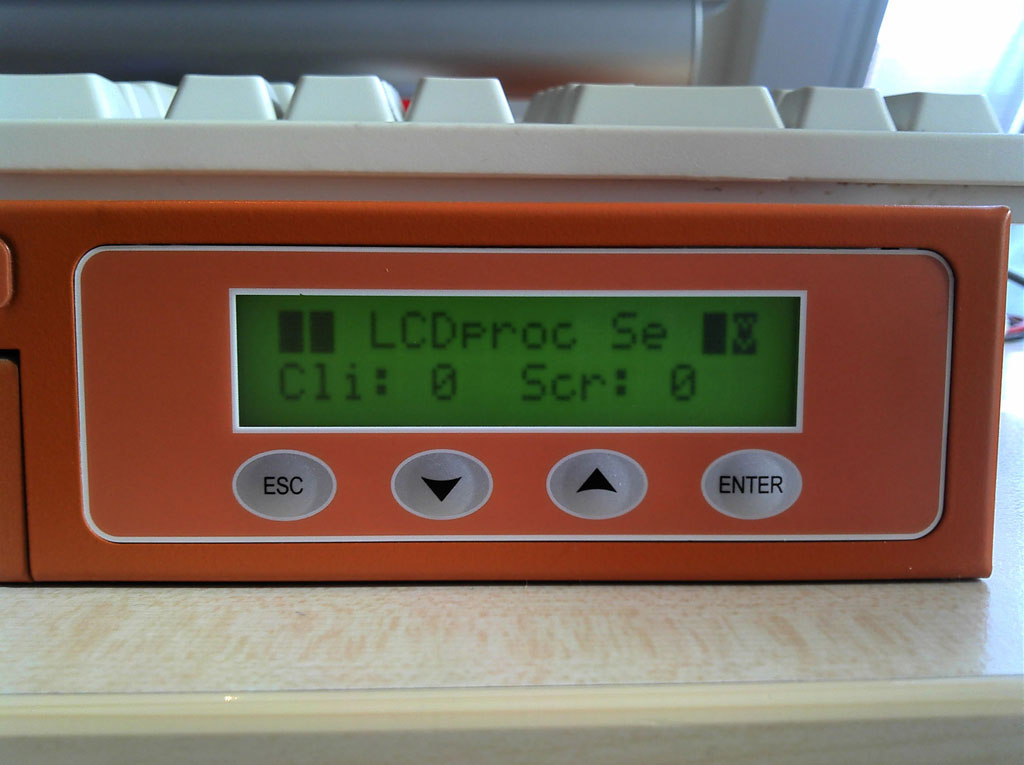 ██ LCDproc Se █⧗
Cli: 0 Scr: 0
ESC ▼ ▲ ENTER